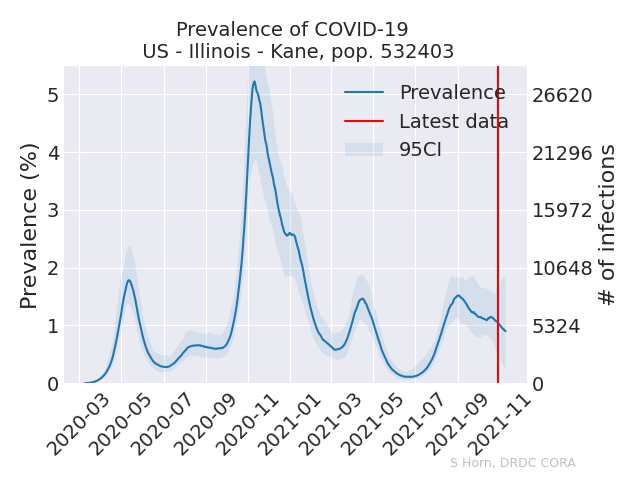 Prevalence of COVID-19
US - Illinois - Kane, pop. 532403
Prevalence
Latest data
95CI
Prevalence (%)
5
4
3
2
1
0
26620
21296
15972
10648
5324
0
# of infections
2020-03
2020-05
2020-07
2020-09
2020-11
2021-01
2021-03
2021-05
2021-07
2021-09
2021-11
S Horn, DRDC CORA